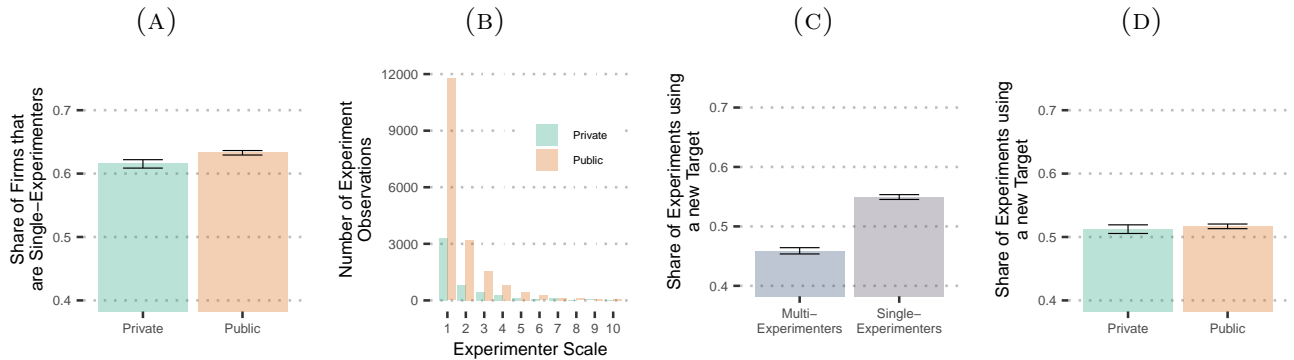 (A)
Share of Firms that
are Single-Experimenters
0.7
0.6
0.5
0.4
Private
Public
(B)
Number of Experiment
Observations
12000
9000
6000
3000
0
Private
Public
1 2 3 4 5 6 7 8 9 10
Experimenter Scale
(C)
Share of Experiments using
a new Target
0.7
0.6
0.5
0.4
Multi-
Experimenters
Single-
Experimenters
(D)
Share of Experiments using
a new Target
0.7
0.6
0.5
0.4
Private
Public